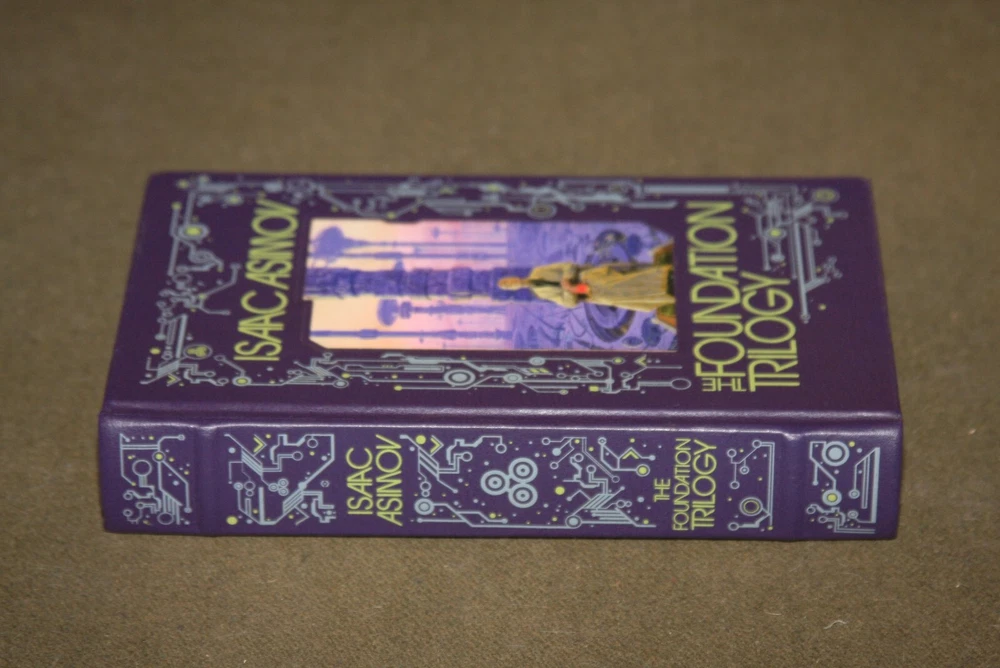 ISAAC ASIMOV
THE FOUNDATION
TRILOGY
ISAAC
ASIMOV
THE
FOUNDATION
TRILOGY